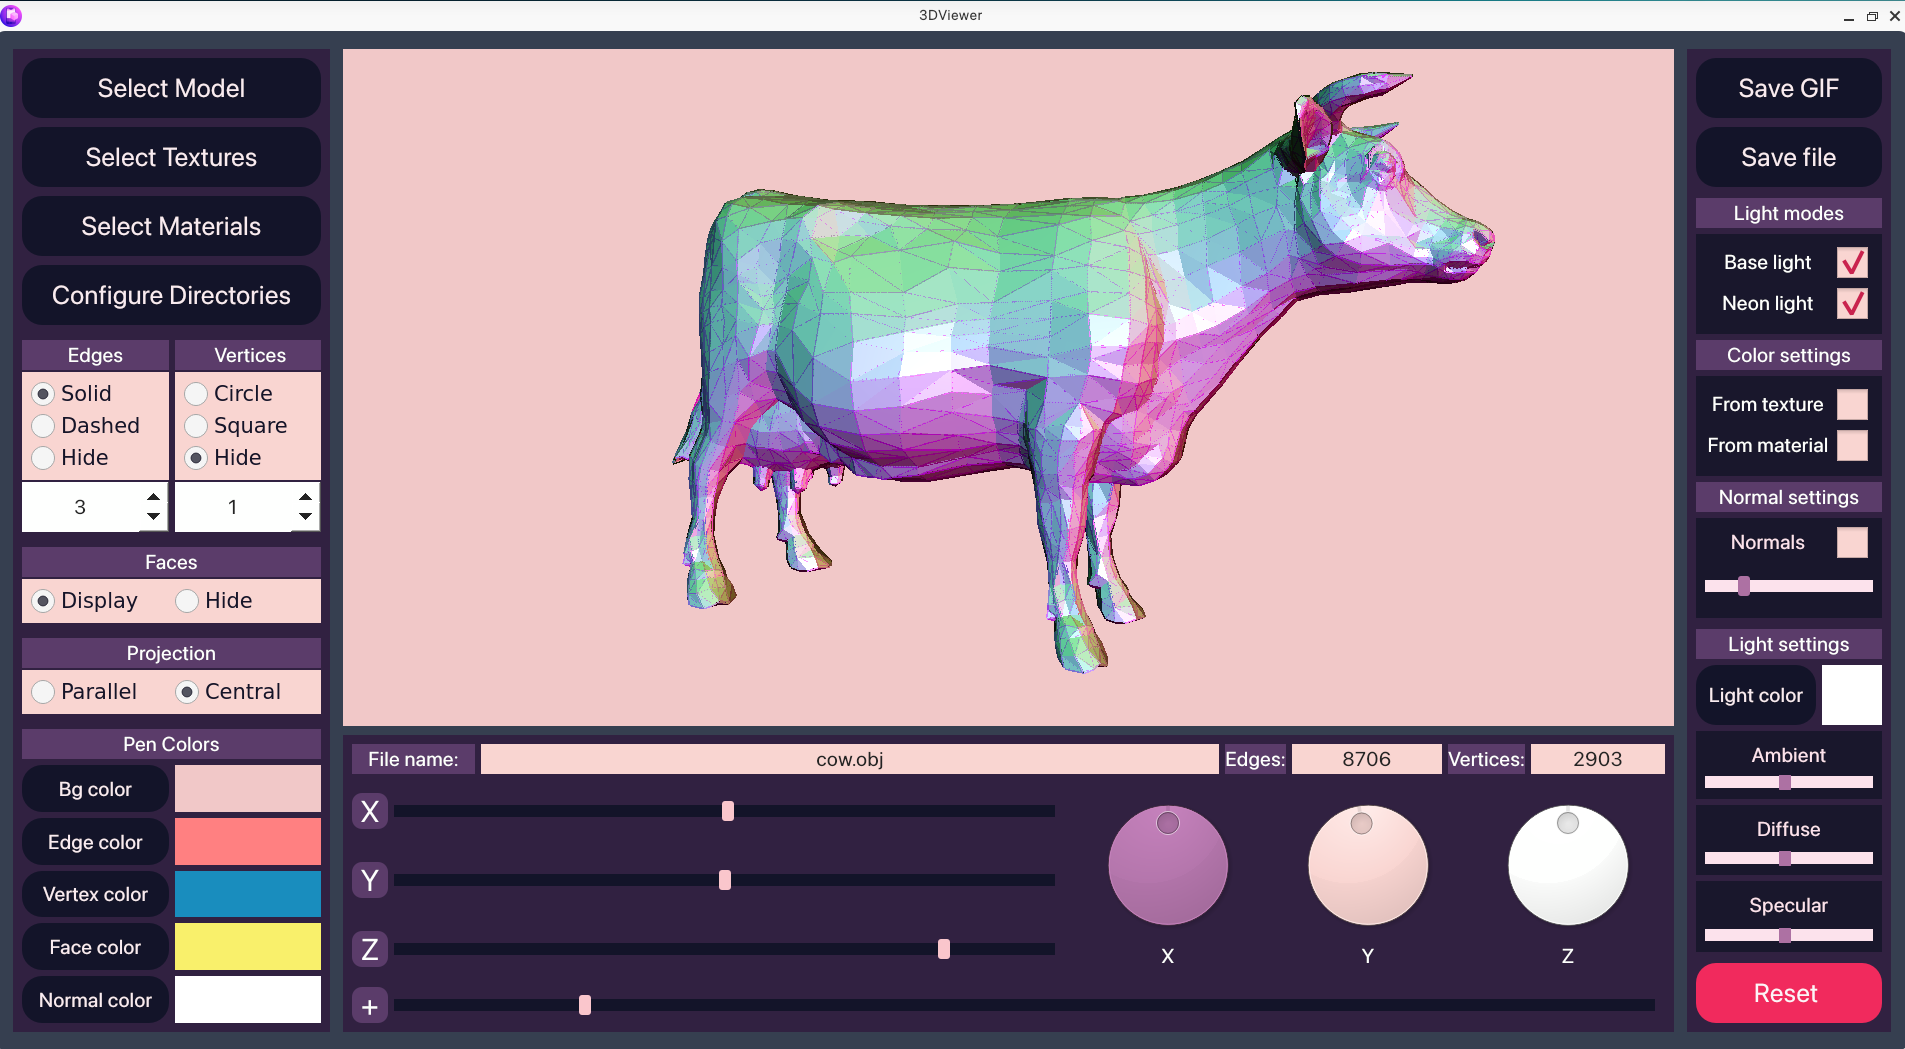 3DViewer
Select Model
Select Textures
Select Materials
Configure Directories
Edges
Vertices
Solid
Circle
Dashed
Square
Hide
Hide
3
1
Faces
Display
Hide
Projection
Parallel
Central
Pen Colors
Bg color
Edge color
Vertex color
Face color
Normal color
File name:
cow.obj
Edges:
8706
Vertices:
2903
X
Y
Z
+
X
Y
Z
Save GIF
Save file
Light modes
Base light
Neon light
Color settings
From texture
From material
Normal settings
Normals
Light settings
Light color
Ambient
Diffuse
Specular
Reset